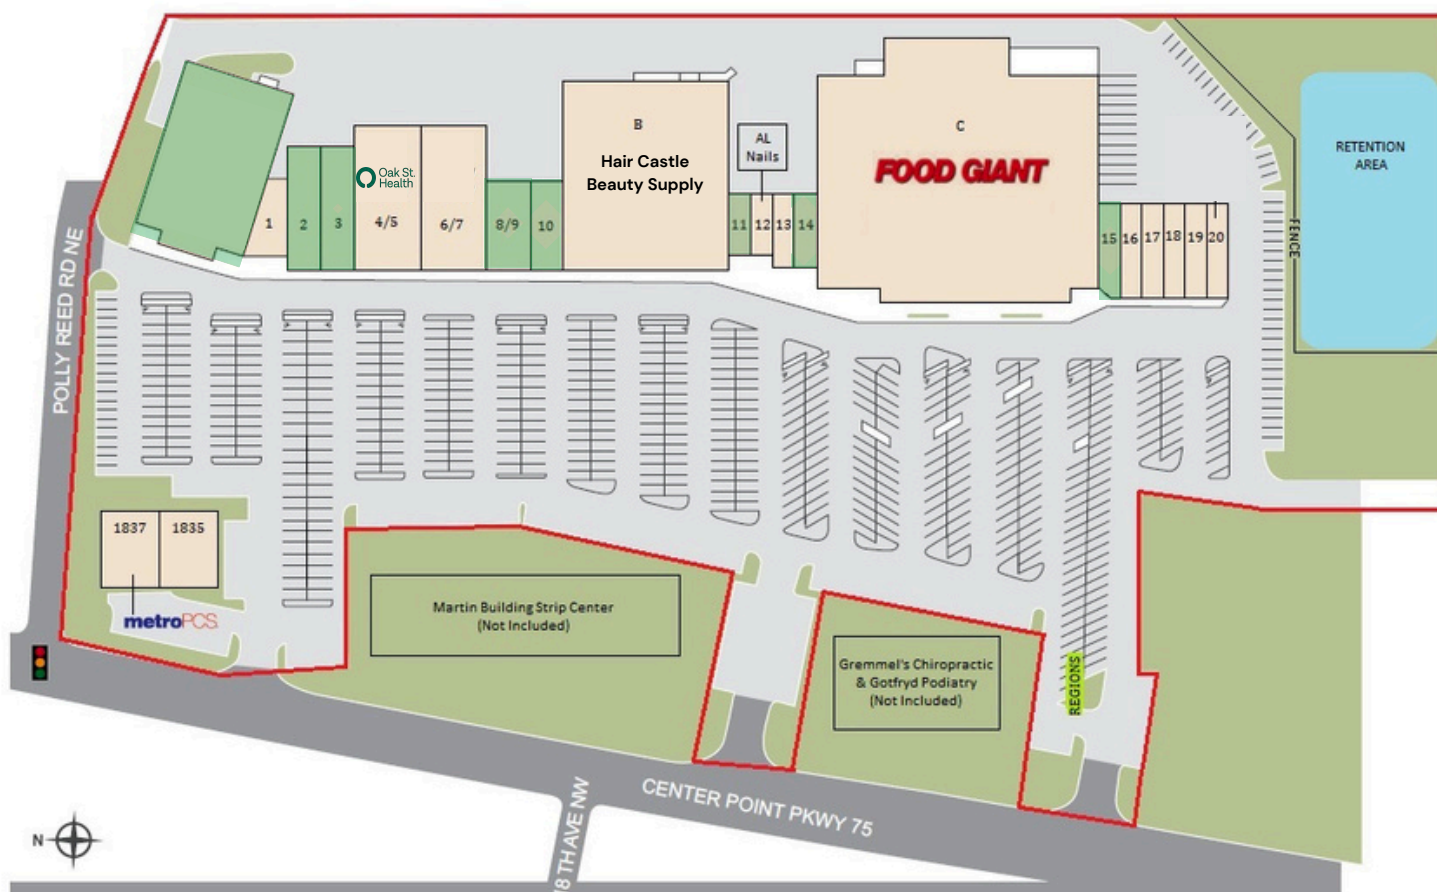 B
Hair Castle
Beauty Supply
AL
Nails
C
FOOD GIANT
RETENTION
AREA
Oak St.
Health
1
2
3
4/5
6/7
8/9
10
11
12
13
14
15
16
17
18
19
20
FENCE
POLLY REED RD NE
1837
1835
metroPCS.
Martin Building Strip Center
(Not Included)
Gremmel's Chiropractic
& Gotfryd Podiatry
(Not Included)
REGIONS
CENTER POINT PKWY 75
8 TH AVE NW
N